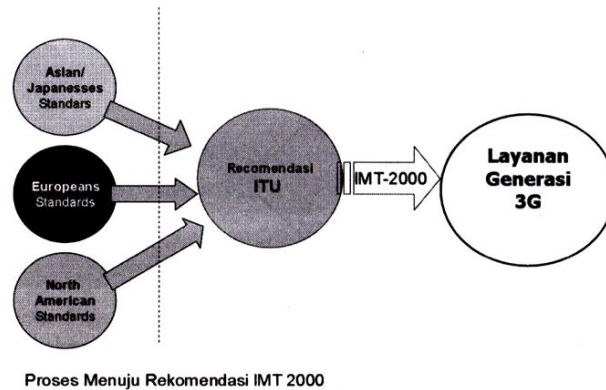 Asian/
Japanesses
Standars
Europeans
Standards
North
American
Standards
Recomendasi
ITU
IMT-2000
Layanan
Generasi
3G
Proses Menuju Rekomendasi IMT 2000